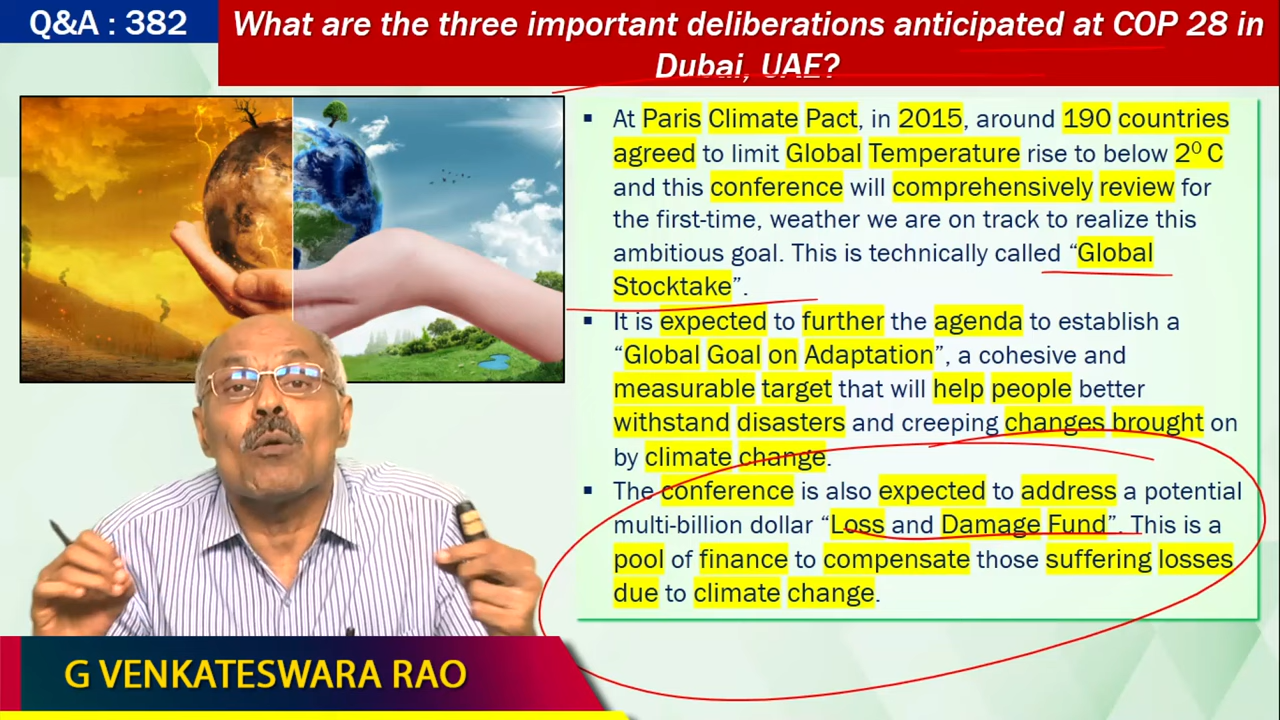 Q&A : 382
What are the three important deliberations anticipated at COP 28 in
Dubai, UAE?
▪ At Paris Climate Pact, in 2015, around 190 countries
agreed to limit Global Temperature rise to below 2⁰ C
and this conference will comprehensively review for
the first-time, weather we are on track to realize this
ambitious goal. This is technically called “Global
Stocktake”.
▪ It is expected to further the agenda to establish a
“Global Goal on Adaptation”, a cohesive and
measurable target that will help people better
withstand disasters and creeping changes brought on
by climate change.
▪ The conference is also expected to address a potential
multi-billion dollar “Loss and Damage Fund”. This is a
pool of finance to compensate those suffering losses
due to climate change.
G VENKATESWARA RAO